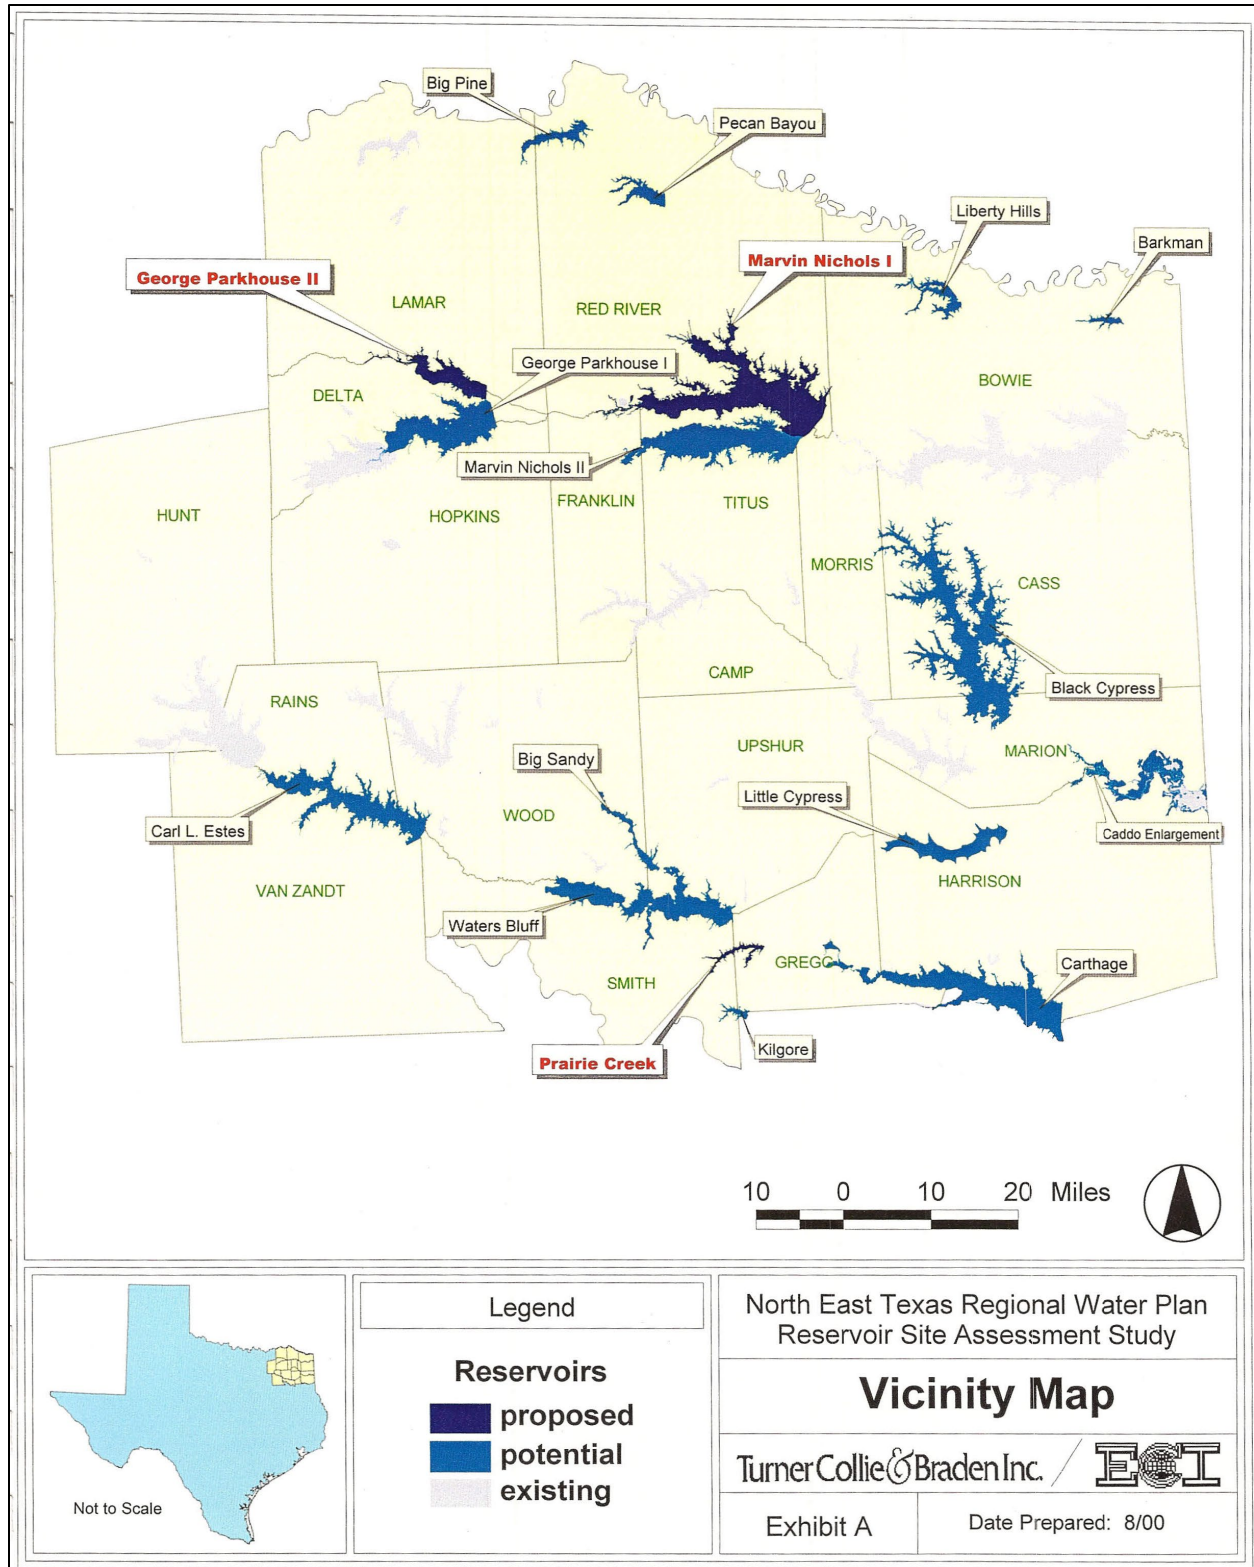 Big Pine
Pecan Bayou
Liberty Hills
Barkman
George Parkhouse II
Marvin Nichols I
LAMAR
RED RIVER
George Parkhouse I
DELTA
BOWIE
Marvin Nichols II
HUNT
HOPKINS
FRANKLIN
TITUS
MORRIS
CASS
RAINS
CAMP
Black Cypress
UPSHUR
MARION
Big Sandy
Little Cypress
Carl L. Estes
WOOD
Caddo Enlargement
VAN ZANDT
HARRISON
Waters Bluff
SMITH
GREGG
Carthage
Prairie Creek
Kilgore
10 0 10 20 Miles
Not to Scale
Legend
Reservoirs
proposed
potential
existing
North East Texas Regional Water Plan
Reservoir Site Assessment Study
Vicinity Map
Turner Collie & Braden Inc. / ECI
Exhibit A
Date Prepared: 8/00